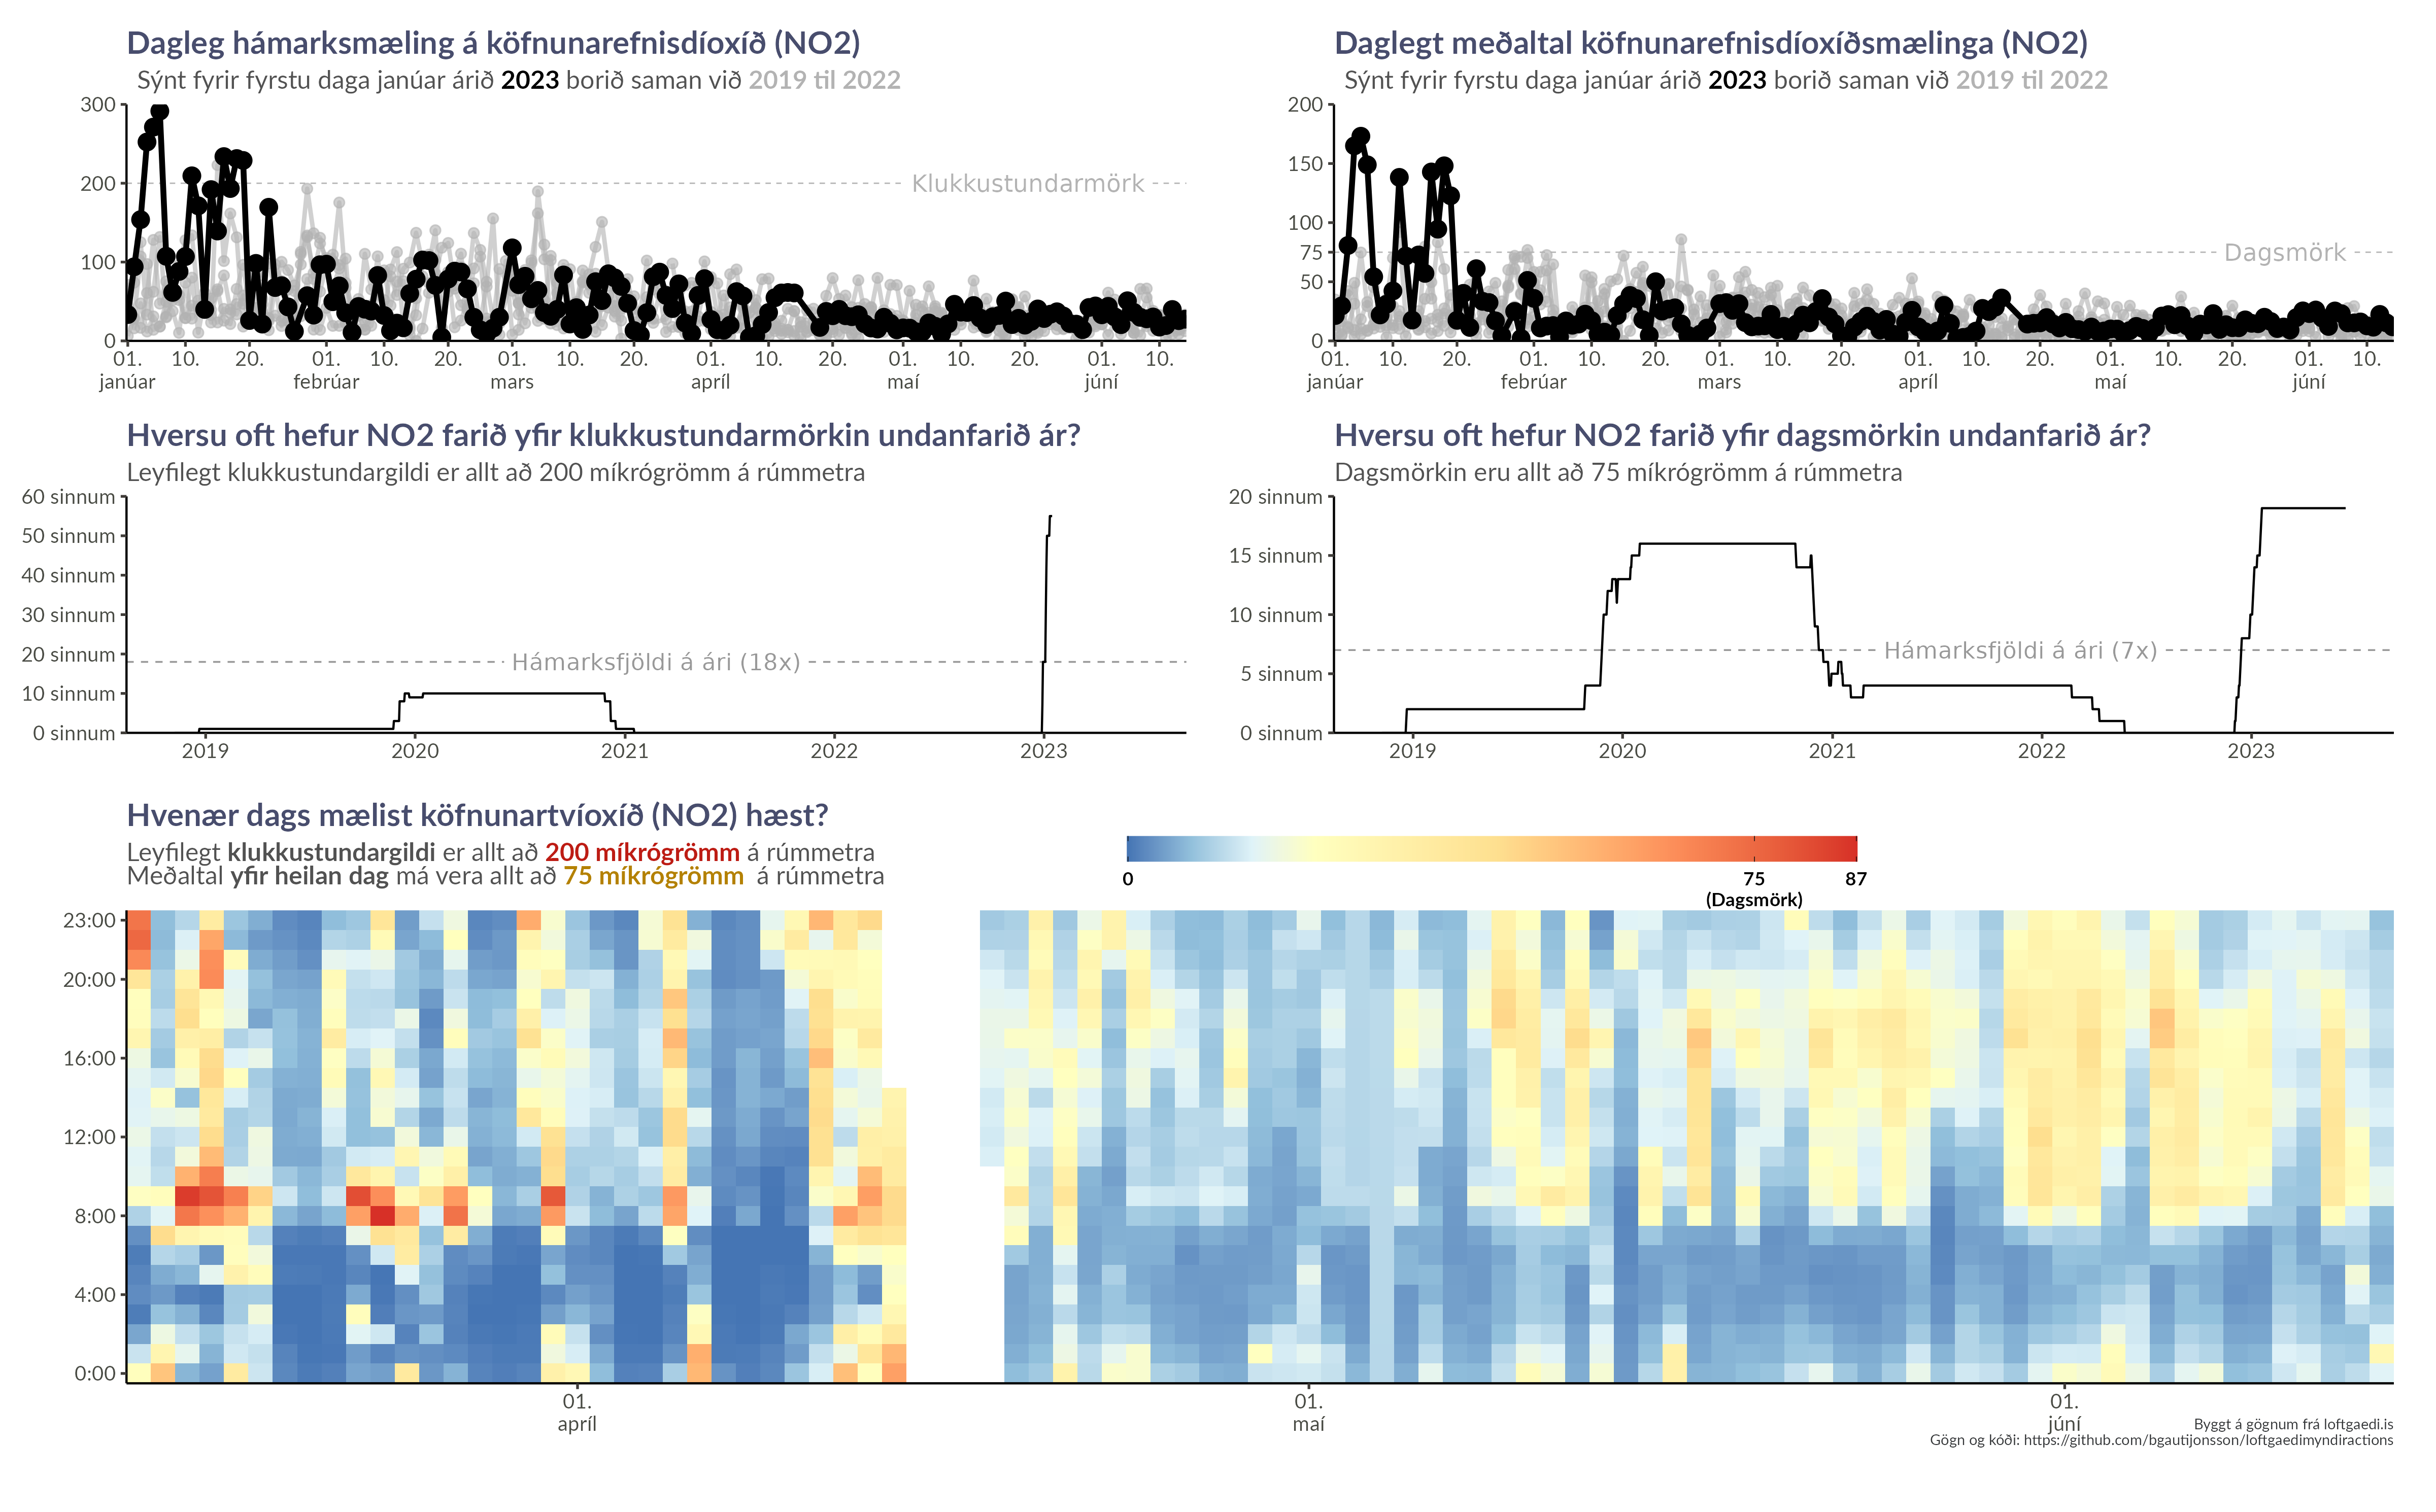 Dagleg hámarksmæling á köfnunarefnisdíoxíð (NO2)
Sýnt fyrir fyrstu daga janúar árið 2023 borið saman við 2019 til 2022
300
200
100
0
Klukkustundarmörk
01. 10. 20. 01. 10. 20. 01. 10. 20. 01. 10. 20. 01. 10. 20. 01. 10.
janúar febrúar mars apríl maí júní
Daglegt meðaltal köfnunarefnisdíoxíðsmælinga (NO2)
Sýnt fyrir fyrstu daga janúar árið 2023 borið saman við 2019 til 2022
200
150
100
75
50
0
Dagsmörk
01. 10. 20. 01. 10. 20. 01. 10. 20. 01. 10. 20. 01. 10. 20. 01. 10.
janúar febrúar mars apríl maí júní
Hversu oft hefur NO2 farið yfir klukkustundarmörkin undanfarið ár?
Leyfilegt klukkustundargildi er allt að 200 míkrógrömm á rúmmetra
60 sinnum
50 sinnum
40 sinnum
30 sinnum
20 sinnum
10 sinnum
0 sinnum
Hámarksfjöldi á ári (18x)
2019 2020 2021 2022 2023
Hversu oft hefur NO2 farið yfir dagsmörkin undanfarið ár?
Dagsmörkin eru allt að 75 míkrógrömm á rúmmetra
20 sinnum
15 sinnum
10 sinnum
5 sinnum
0 sinnum
Hámarksfjöldi á ári (7x)
2019 2020 2021 2022 2023
Hvenær dags mælist köfnunartvíoxíð (NO2) hæst?
Leyfilegt klukkustundargildi er allt að 200 míkrógrömm á rúmmetra
Meðaltal yfir heilan dag má vera allt að 75 míkrógrömm á rúmmetra
0 75 87
(Dagsmörk)
23:00
20:00
16:00
12:00
8:00
4:00
0:00
01. 01. 01.
apríl maí júní
Byggt á gögnum frá loftgaedi.is
Gögn og kóði: https://github.com/bgautijonsson/loftgaedimyndiractions